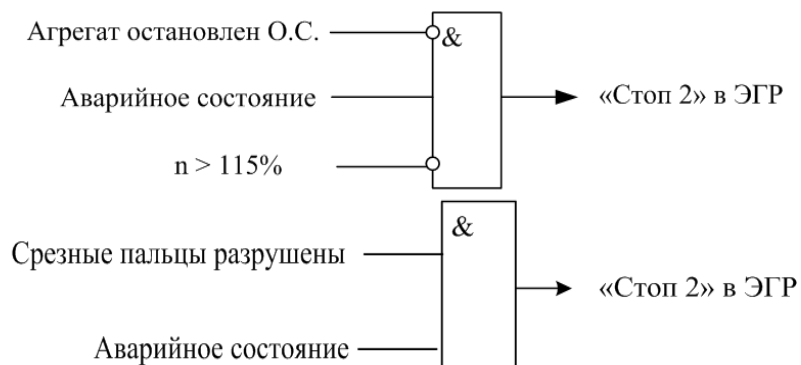 Агрегат остановлен О.С.
&
Аварийное состояние
«Стоп 2» в ЭГР
n > 115%
&
Срезные пальцы разрушены
«Стоп 2» в ЭГР
Аварийное состояние